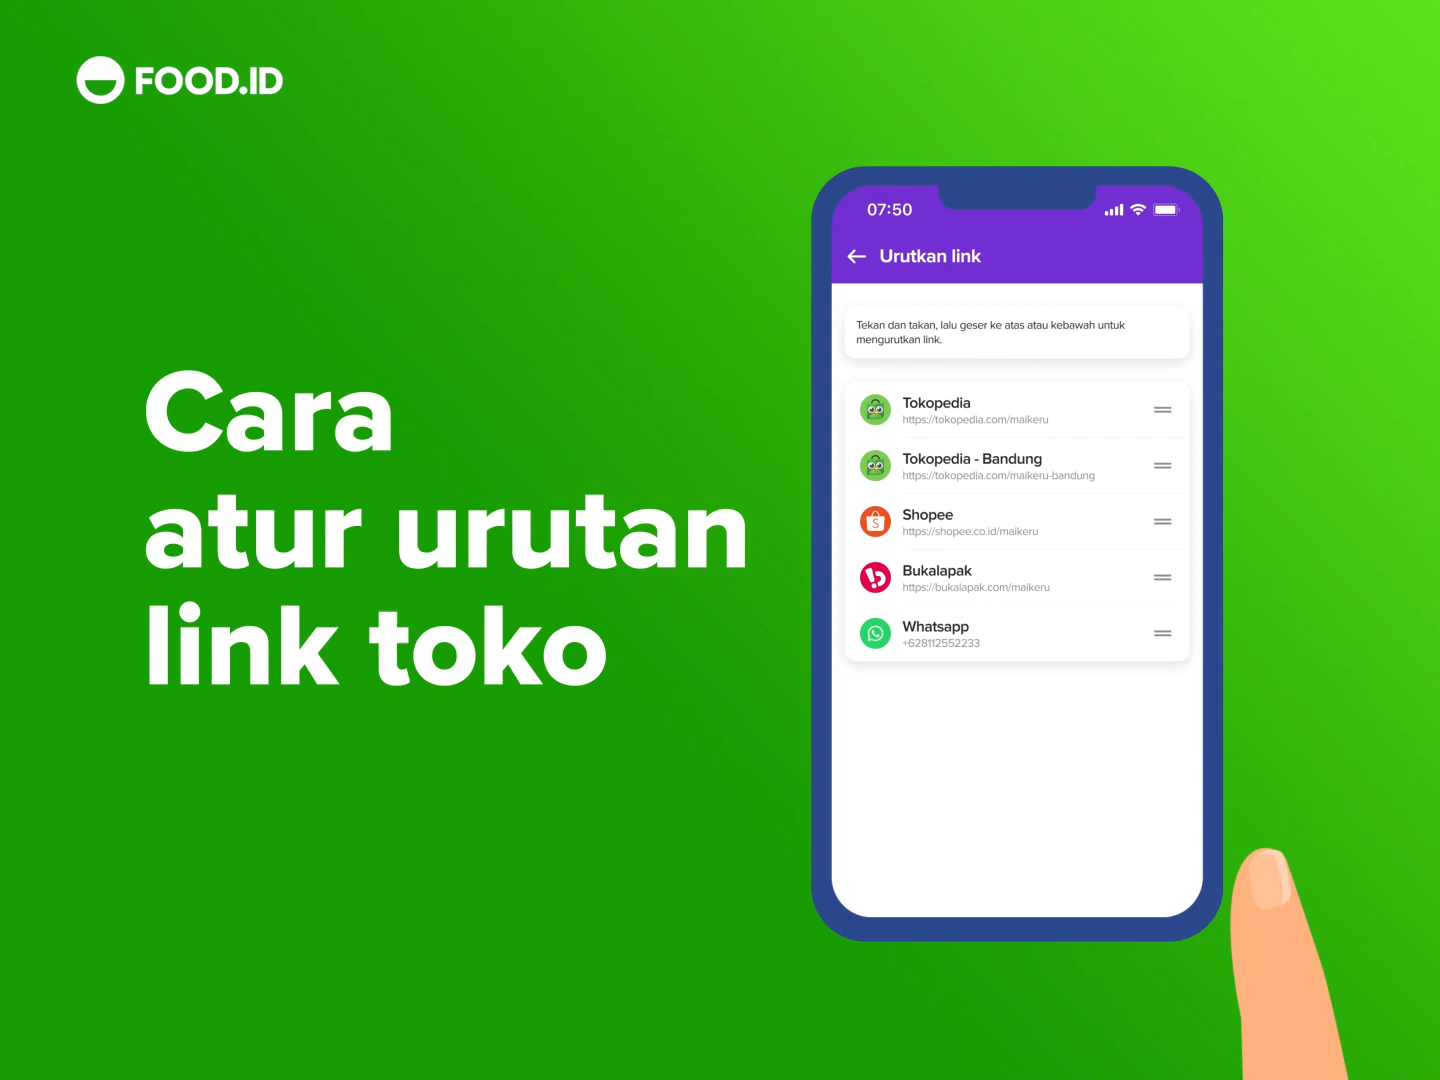 FOOD.ID
Cara
atur urutan
link toko
07:50
Urutkan link
Tekan dan takan, lalu geser ke atas atau kebawah untuk
mengurutkan link.
Tokopedia
https://tokopedia.com/maikeru
Tokopedia - Bandung
https://tokopedia.com/maikeru-bandung
Shopee
https://shopee.co.id/maikeru
Bukalapak
https://bukalapak.com/maikeru
Whatsapp
+628112552233